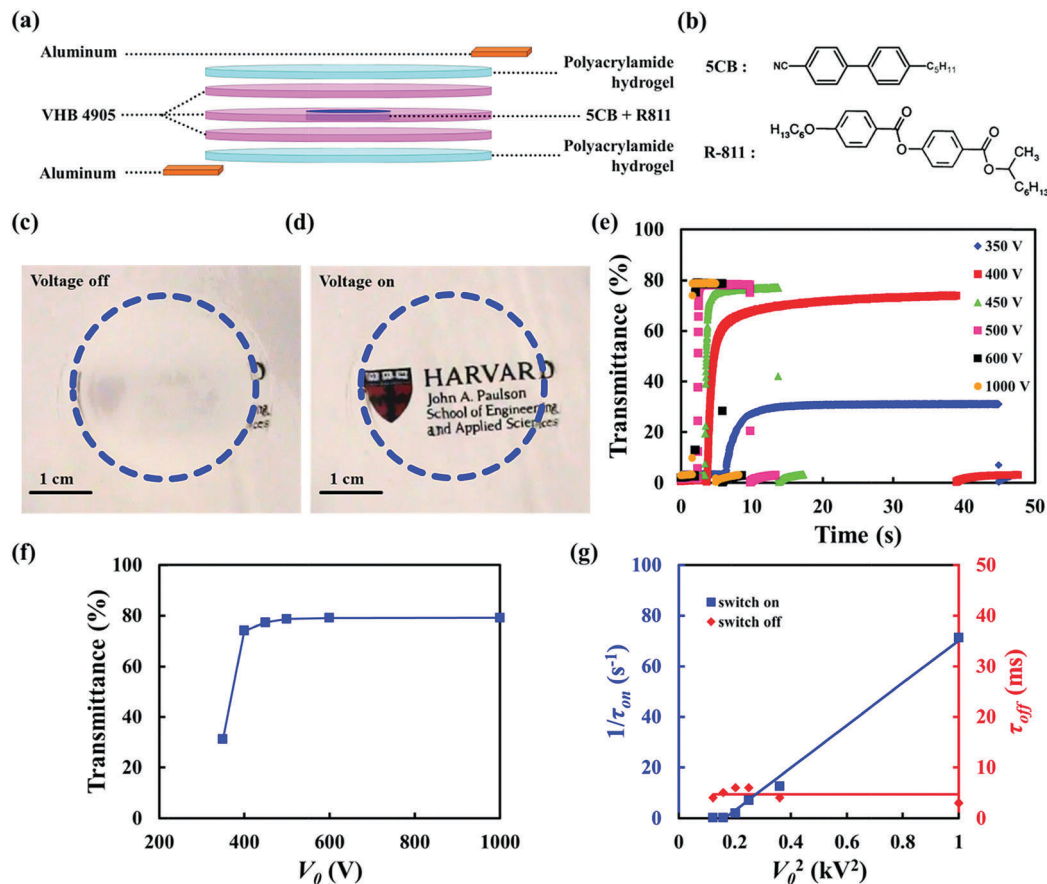 (a)
Aluminum
Polyacrylamide
hydrogel
VHB 4905
5CB + R811
Polyacrylamide
hydrogel
Aluminum
(b)
5CB :
NC
C5H11
R-811 :
H13C6O
O
O
O
CH3
O
C6H13
(c)
Voltage off
D
ng,
ces
1 cm
(d)
Voltage on
HARVARD
John A. Paulson
School of Engineering
and Applied Sciences
1 cm
(e)
Transmittance (%)
100
80
60
40
20
0
0 10 20 30 40 50
Time (s)
350 V
400 V
450 V
500 V
600 V
1000 V
(f)
Transmittance (%)
100
80
60
40
20
0
200 400 600 800 1000
V0 (V)
(g)
1/τon (s-1)
100
80
60
40
20
0
switch on
switch off
50
40
30
20
10
0
τoff (ms)
0 0.2 0.4 0.6 0.8 1
V0² (kV²)